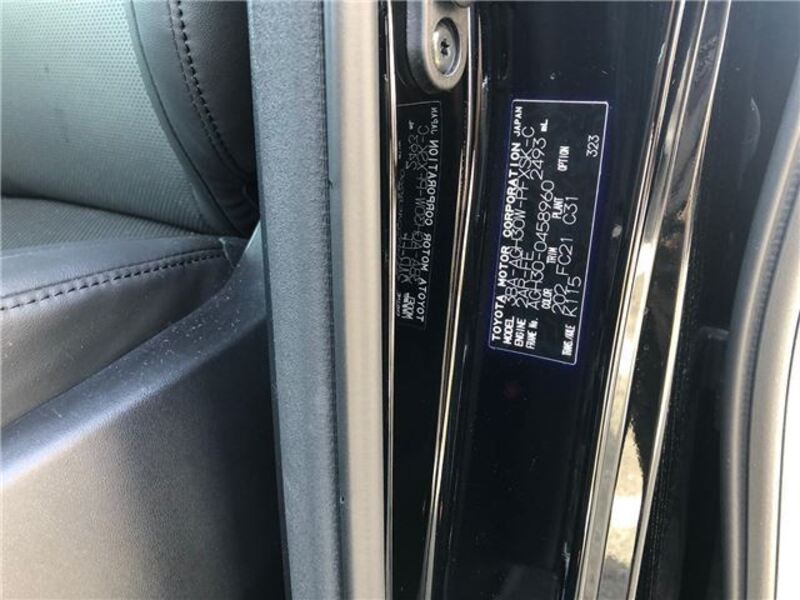 TOYOTA MOTOR CORPORATION JAPAN
MODEL 3BA-AGH30W-PFXSK-C
ENGINE 2AR-FE 2493 mL
FRAME No. AGH30-0458960
COLOR TRIM PLANT OPTION
202 FC21 C31 323
TRANS./AXLE K115